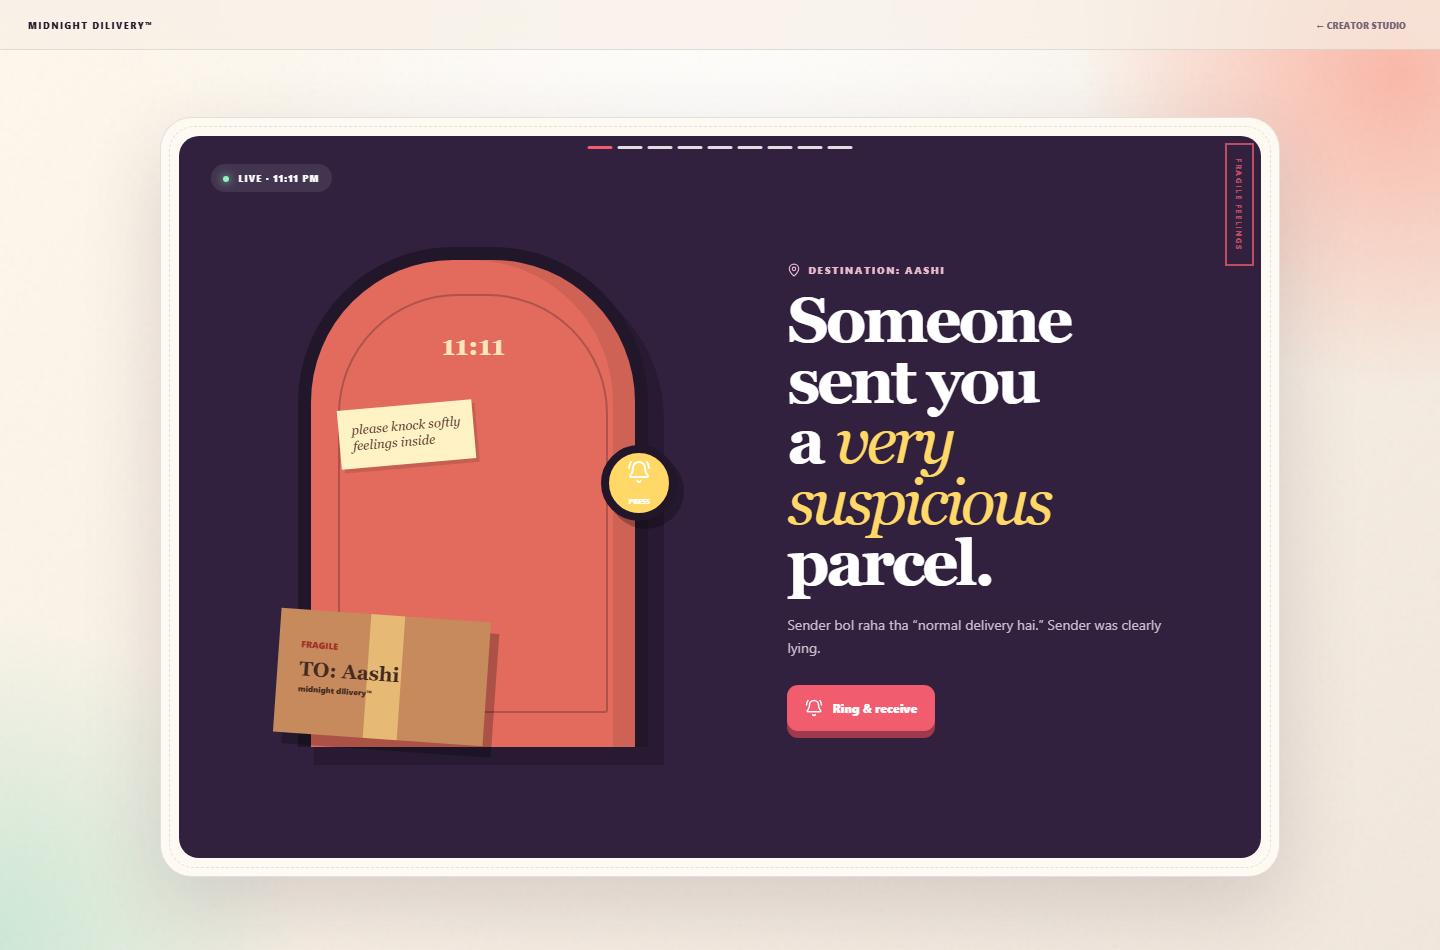 MIDNIGHT DILIVERY™
← CREATOR STUDIO
LIVE · 11:11 PM
FRAGILE FEELINGS
11:11
please knock softly
feelings inside
PRESS
FRAGILE
TO: Aashi
midnight dilivery™
DESTINATION: AASHI
Someone
sent you
a very
suspicious
parcel.
Sender bol raha tha “normal delivery hai.” Sender was clearly
lying.
Ring & receive